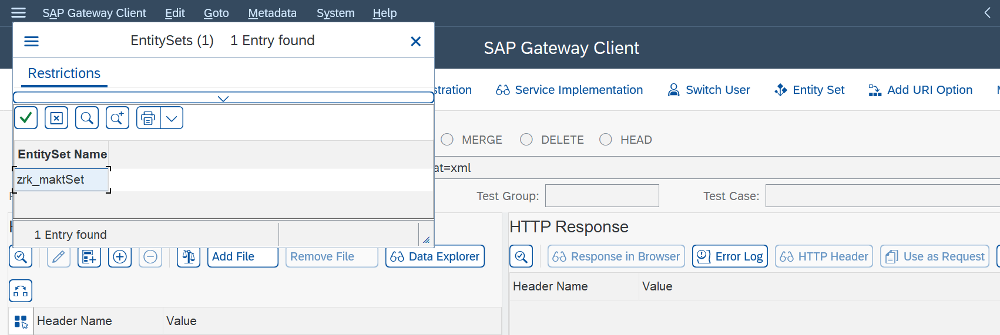 SAP Gateway Client Edit Goto Metadata System Help
EntitySets (1) 1 Entry found
SAP Gateway Client
Restrictions
stration Service Implementation Switch User Entity Set Add URI Option
MERGE DELETE HEAD
EntitySet Name
at=xml
zrk_maktSet
Test Group: Test Case:
1 Entry found
HTTP Response
Add File Remove File Data Explorer
Response in Browser Error Log HTTP Header Use as Request
Header Name Value
Header Name Value